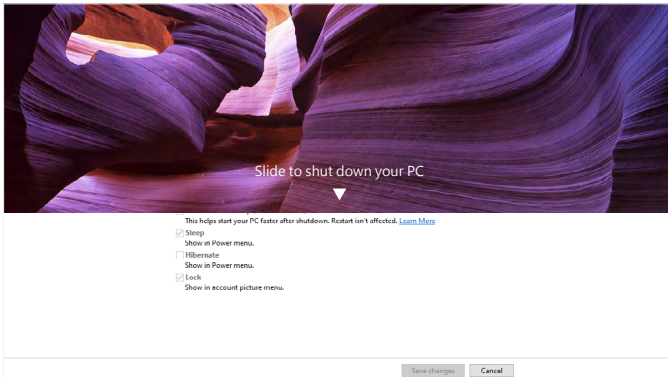 Slide to shut down your PC
This helps start your PC faster after shutdown. Restart isn't affected. Learn More
Sleep
Show in Power menu.
Hibernate
Show in Power menu.
Lock
Show in account picture menu.
Save changes
Cancel